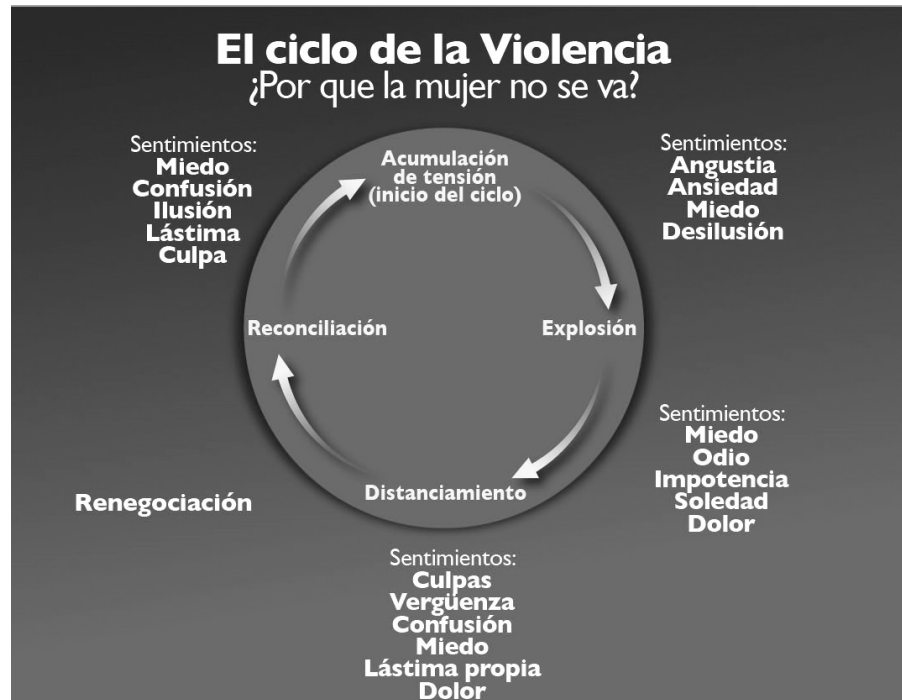 El ciclo de la Violencia
¿Por que la mujer no se va?
Sentimientos:
Miedo
Confusión
Ilusión
Lástima
Culpa
Acumulación
de tensión
(inicio del ciclo)
Sentimientos:
Angustia
Ansiedad
Miedo
Desilusión
Reconciliación
Explosión
Sentimientos:
Miedo
Odio
Impotencia
Soledad
Dolor
Distanciamiento
Renegociación
Sentimientos:
Culpas
Vergüenza
Confusión
Miedo
Lástima propia
Dolor